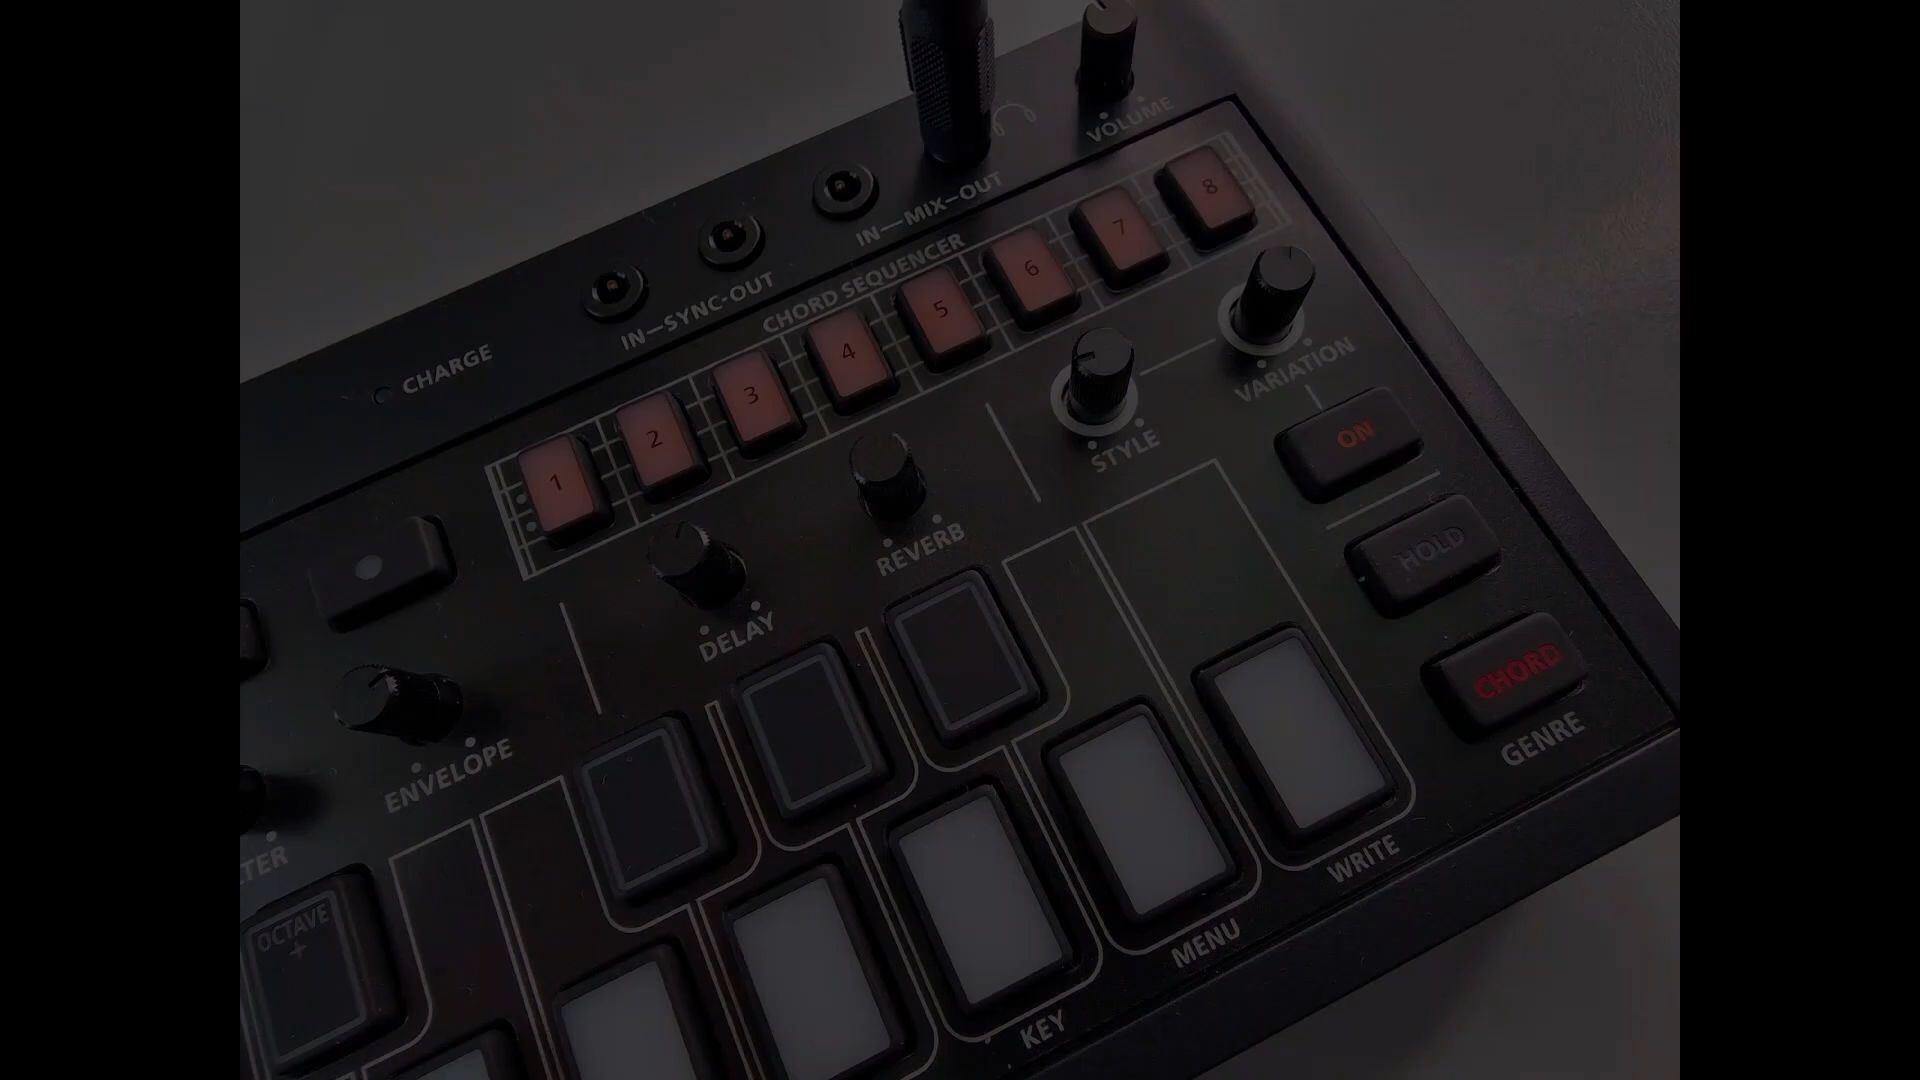 VOLUME
IN—MIX—OUT
IN—SYNC-OUT
CHARGE
CHORD SEQUENCER
1
2
3
4
5
6
7
8
VARIATION
STYLE
REVERB
DELAY
ENVELOPE
ON
HOLD
CHORD
GENRE
OCTAVE
+
WRITE
MENU
KEY